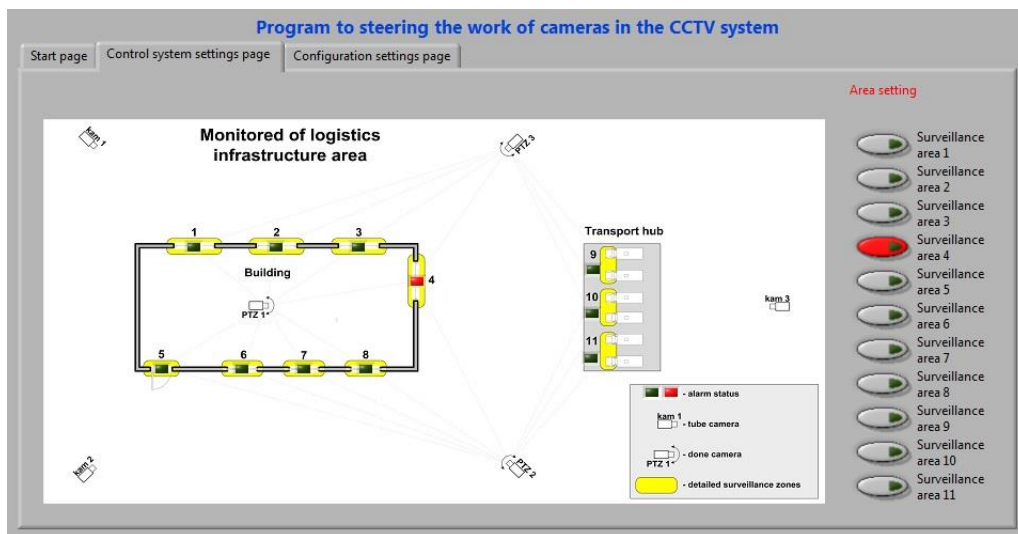 Program to steering the work of cameras in the CCTV system
Start page
Control system settings page
Configuration settings page
Area setting
kam 1
Monitored of logistics
infrastructure area
PTZ 3
1
2
3
Building
4
PTZ 1
5
6
7
8
Transport hub
9
10
11
kam 3
kam 2
PTZ 2
- alarm status
kam 1
- tube camera
- done camera
PTZ 1
- detailed surveillance zones
Surveillance
area 1
Surveillance
area 2
Surveillance
area 3
Surveillance
area 4
Surveillance
area 5
Surveillance
area 6
Surveillance
area 7
Surveillance
area 8
Surveillance
area 9
Surveillance
area 10
Surveillance
area 11